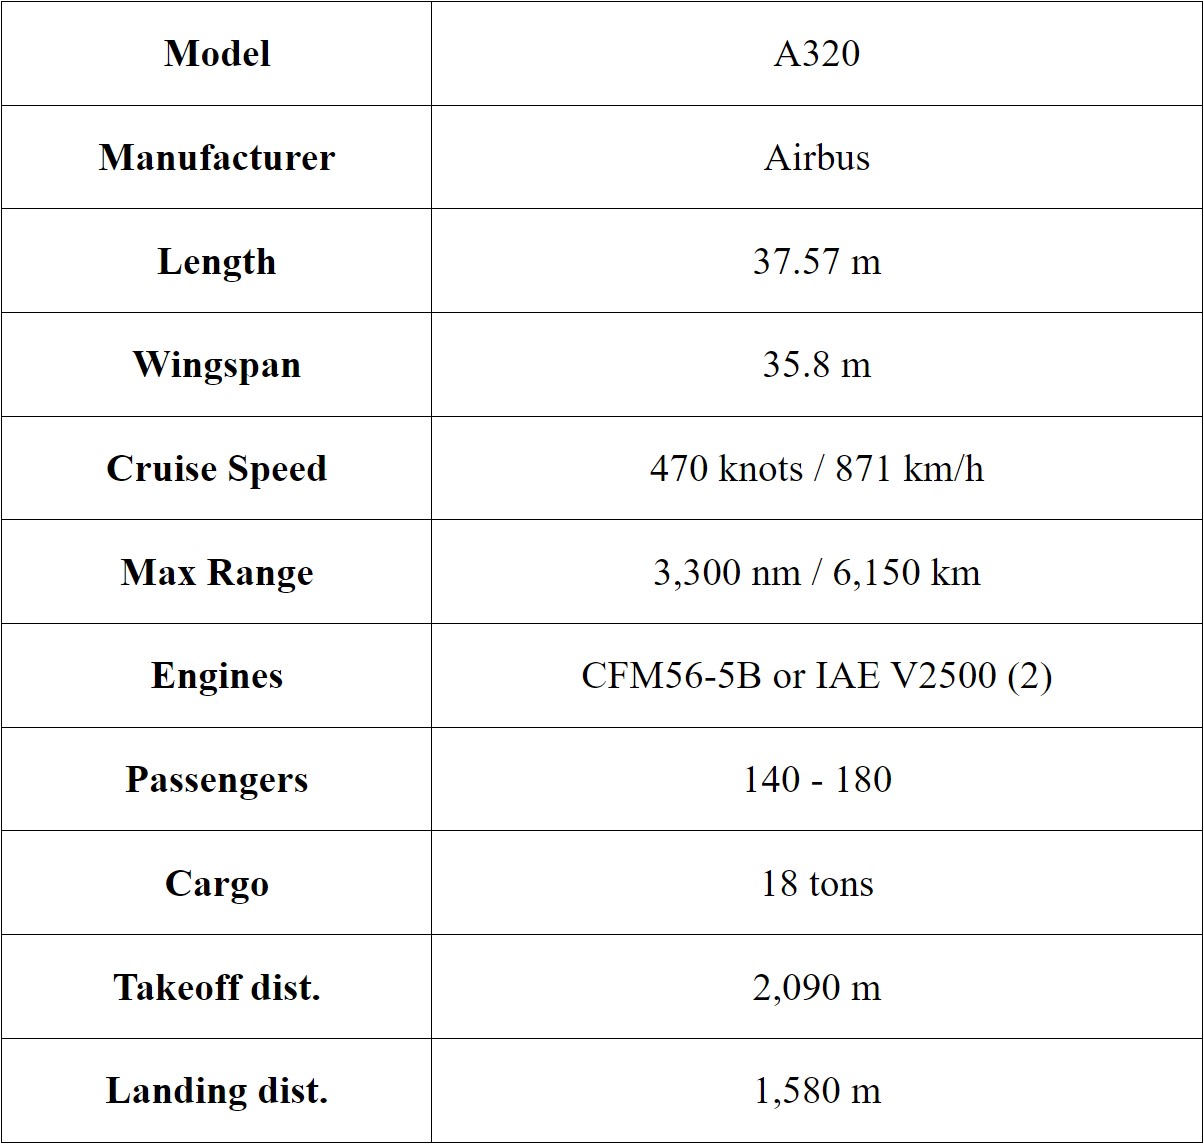 Model A320
Manufacturer Airbus
Length 37.57 m
Wingspan 35.8 m
Cruise Speed 470 knots / 871 km/h
Max Range 3,300 nm / 6,150 km
Engines CFM56-5B or IAE V2500 (2)
Passengers 140 - 180
Cargo 18 tons
Takeoff dist. 2,090 m
Landing dist. 1,580 m